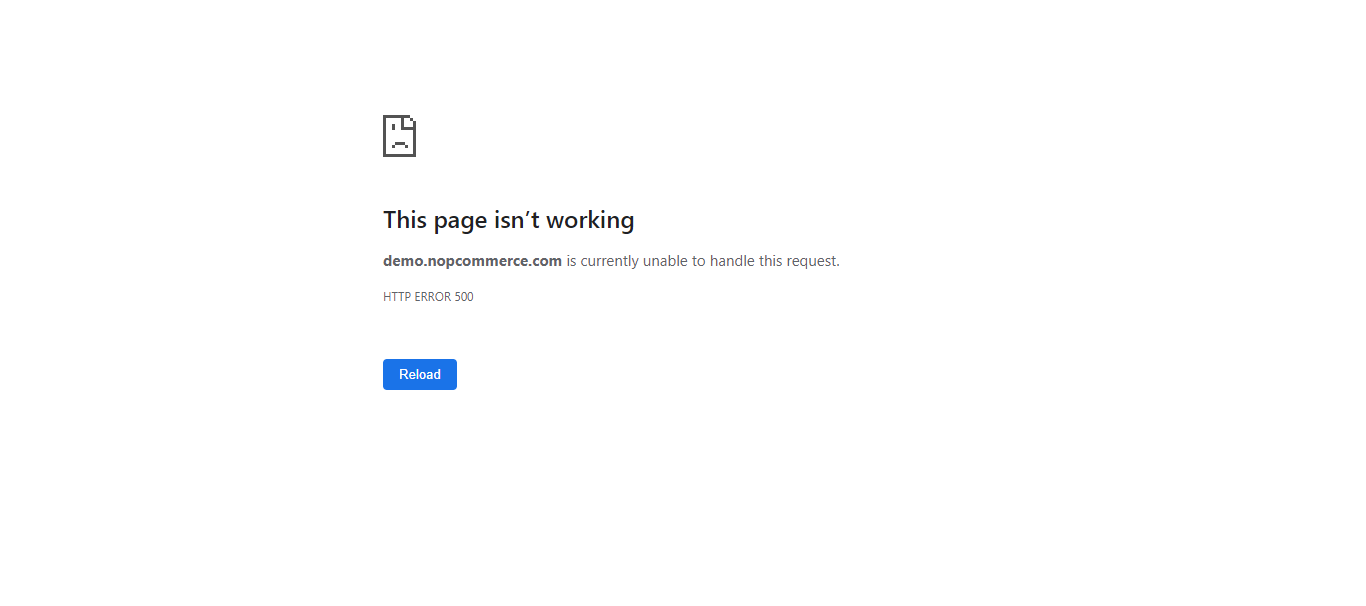 This page isn’t working
demo.nopcommerce.com is currently unable to handle this request.
HTTP ERROR 500
Reload